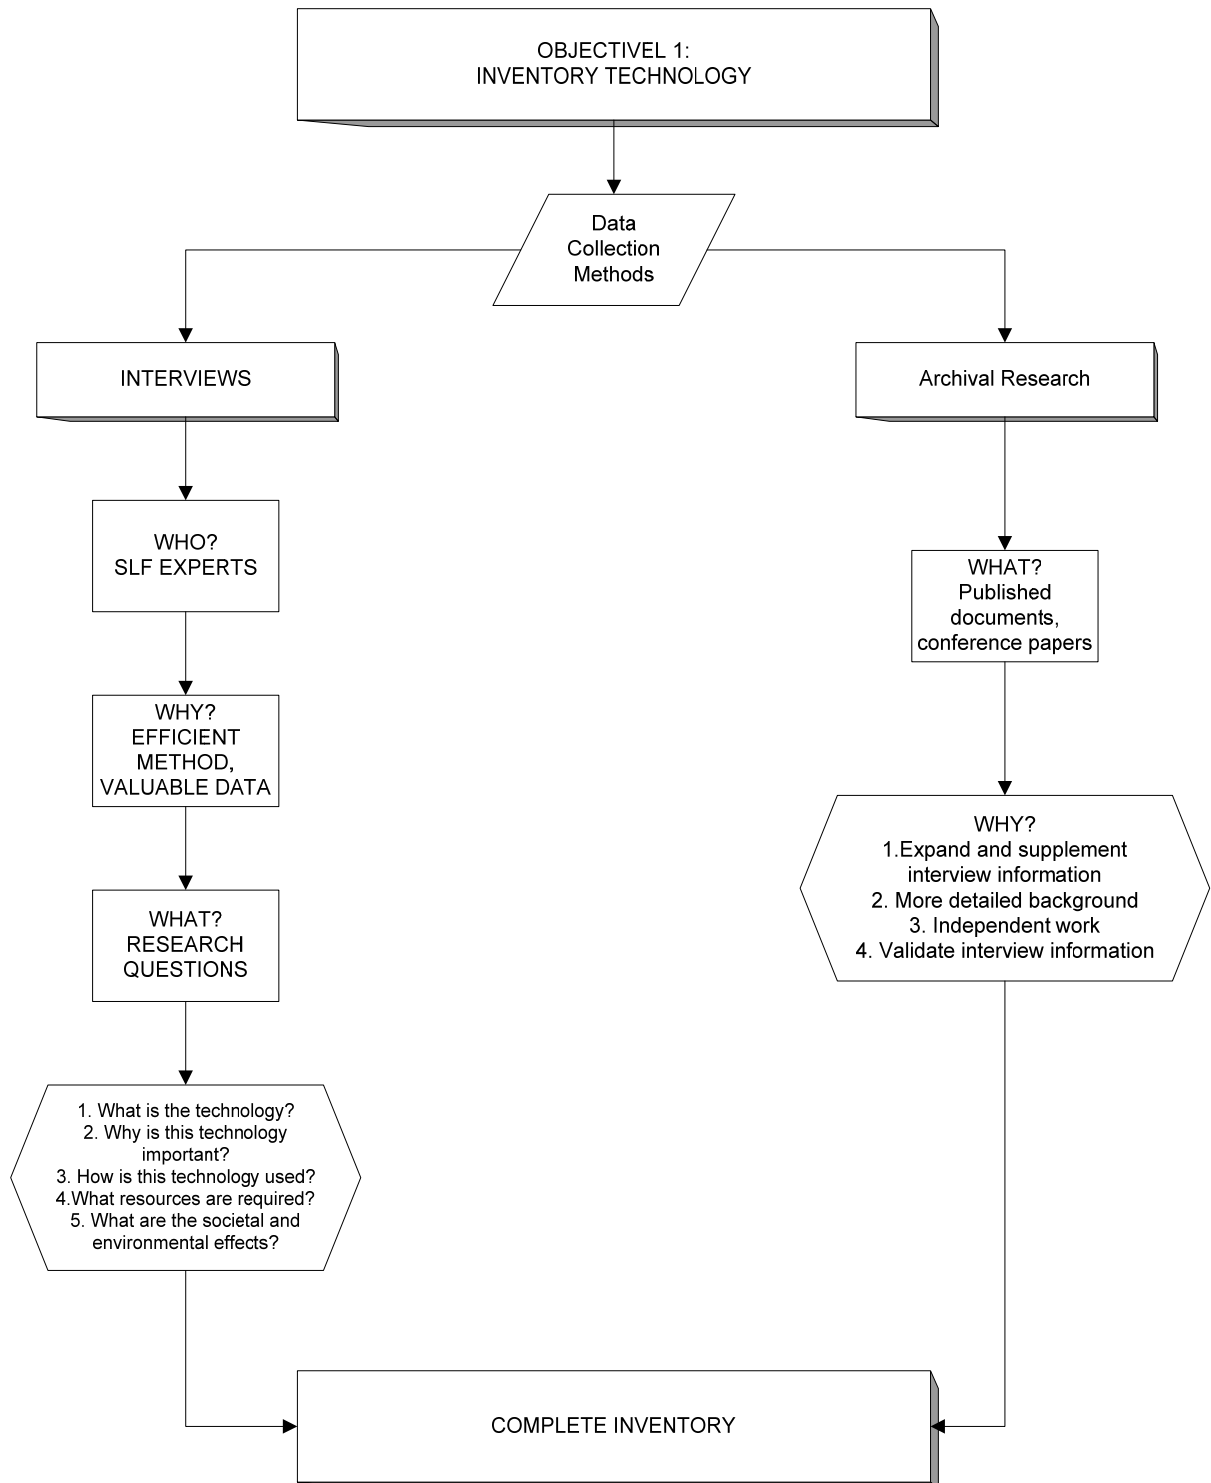 OBJECTIVEL 1:
INVENTORY TECHNOLOGY
Data
Collection
Methods
INTERVIEWS
Archival Research
WHO?
SLF EXPERTS
WHAT?
Published
documents,
conference papers
WHY?
EFFICIENT
METHOD,
VALUABLE DATA
WHY?
1.Expand and supplement
interview information
2. More detailed background
3. Independent work
4. Validate interview information
WHAT?
RESEARCH
QUESTIONS
1. What is the technology?
2. Why is this technology
important?
3. How is this technology used?
4.What resources are required?
5. What are the societal and
environmental effects?
COMPLETE INVENTORY